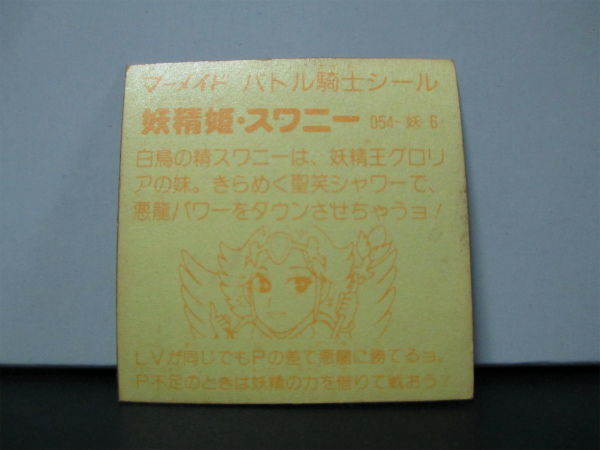 マーメイド バトル騎士シール
妖精姫・スワニー 054-妖 6
白鳥の精スワニーは、妖精王グロリ
アの妹。きらめく聖笑シャワーで、
悪龍パワーをダウンさせちゃうョ!
LVが同じでもPの差で悪龍に勝てるョ。
P不足のときは妖精の力を借りて戦おう!